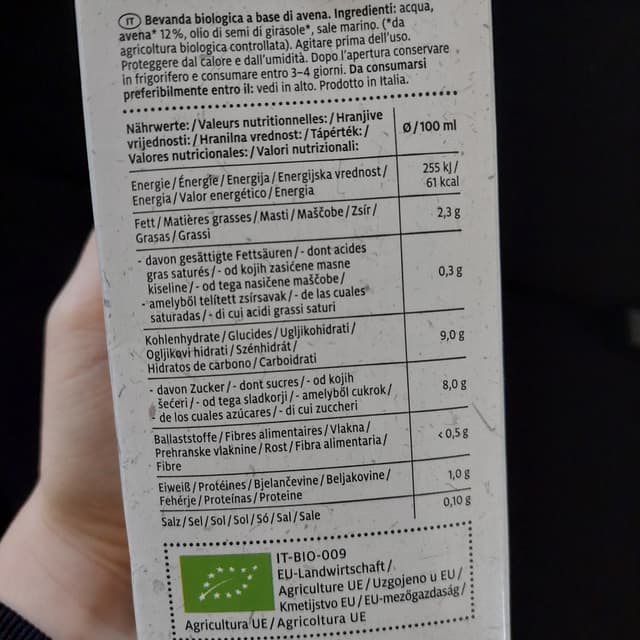 IT Bevanda biologica a base di avena. Ingredienti: acqua,
avena* 12%, olio di semi di girasole*, sale marino. (*da
agricoltura biologica controllata). Agitare prima dell'uso.
Proteggere dal calore e dall'umidità. Dopo l'apertura conservare
in frigorifero e consumare entro 3–4 giorni. Da consumarsi
preferibilmente entro il: vedi in alto. Prodotto in Italia.
Nährwerte: / Valeurs nutritionnelles: / Hranjive
vrijednosti: / Hranilna vrednost: / Tápérték: /
Valores nutricionales: / Valori nutrizionali:
Ø / 100 ml
Energie / Énergie / Energija / Energijska vrednost /
Energia / Valor energético / Energia
255 kJ /
61 kcal
Fett / Matières grasses / Masti / Maščobe / Zsír /
Grasas / Grassi
2,3 g
- davon gesättigte Fettsäuren / - dont acides
gras saturés / - od kojih zasićene masne
kiseline / - od tega nasičene maščobe /
- amelyből telített zsírsavak / - de las cuales
saturadas / - di cui acidi grassi saturi
0,3 g
Kohlenhydrate / Glucides / Ugljikohidrati /
Ogljikovi hidrati / Szénhidrát /
Hidratos de carbono / Carboidrati
9,0 g
- davon Zucker / - dont sucres / - od kojih
šećeri / - od tega sladkorji / - amelyből cukrok /
- de los cuales azúcares / - di cui zuccheri
8,0 g
Ballaststoffe / Fibres alimentaires / Vlakna /
Prehranske vlaknine / Rost / Fibra alimentaria /
Fibre
< 0,5 g
Eiweiß / Protéines / Bjelančevine / Beljakovine /
Fehérje / Proteínas / Proteine
1,0 g
Salz / Sel / Sol / Sol / Só / Sal / Sale
0,10 g
IT-BIO-009
EU-Landwirtschaft /
Agriculture UE / Uzgojeno u EU /
Kmetijstvo EU / EU-mezőgazdaság /
Agricultura UE / Agricoltura UE